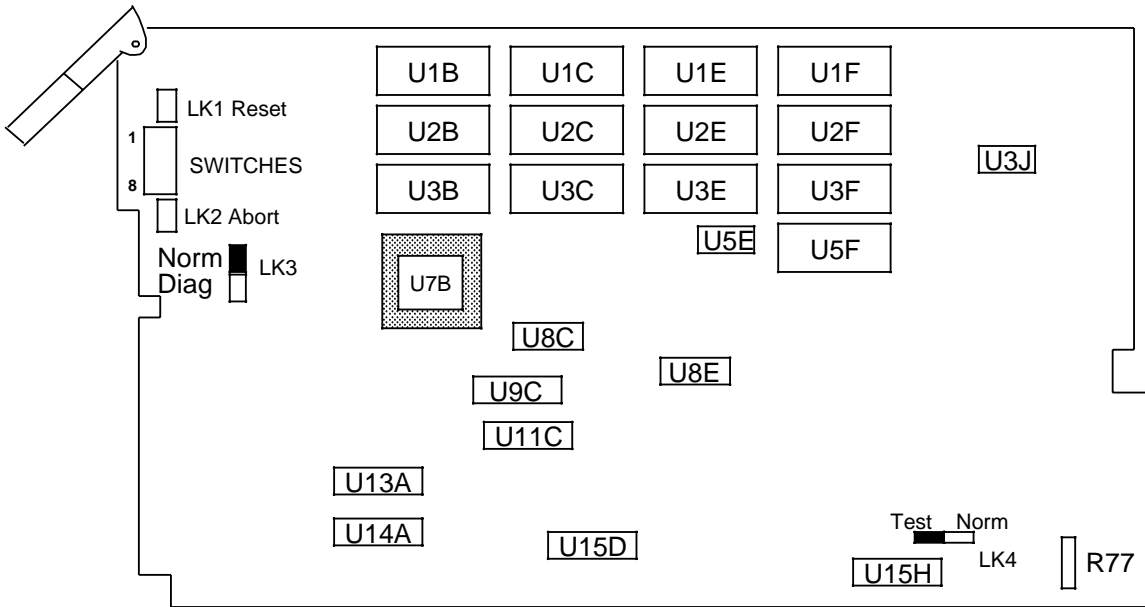 U1B U1C U1E U1F
LK1 Reset
1
U2B U2C U2E U2F
SWITCHES
U3J
8
U3B U3C U3E U3F
LK2 Abort
U5E
U5F
Norm
LK3
Diag
U7B
U8C
U8E
U9C
U11C
U13A
Test Norm
U14A
U15D
LK4
R77
U15H